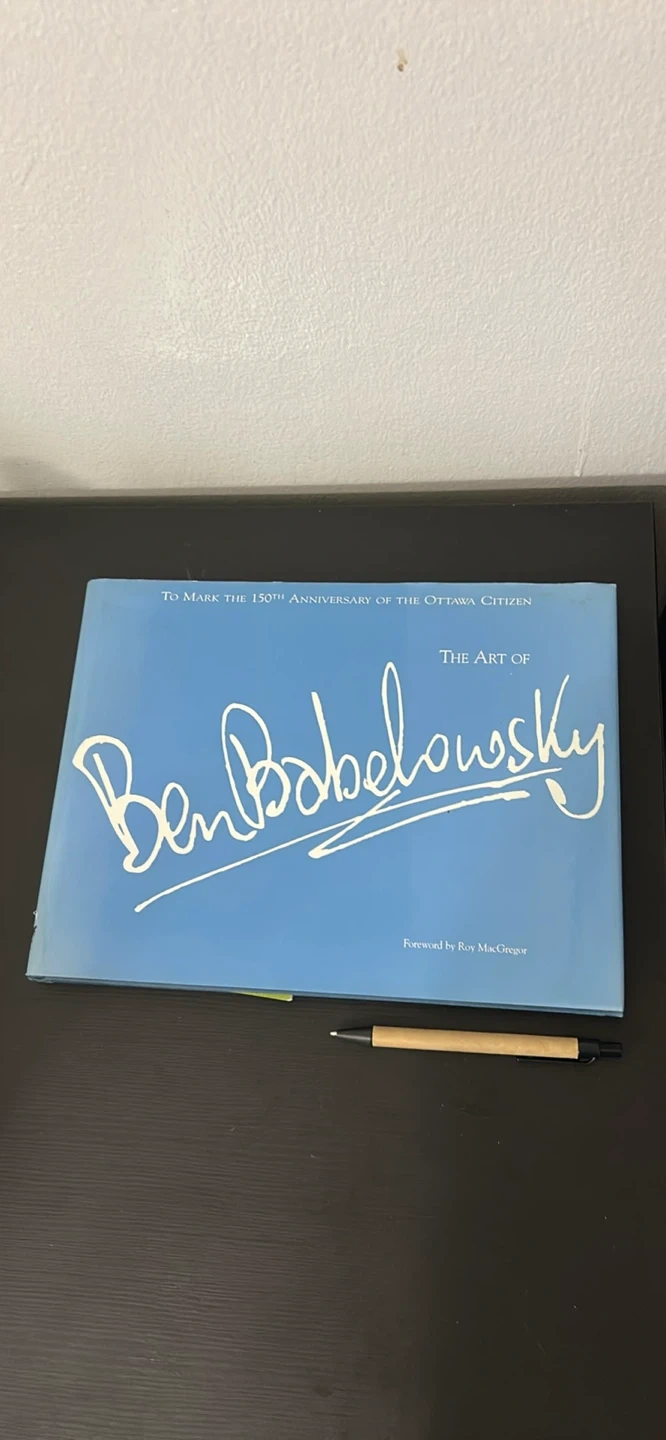 To Mark the 150th Anniversary of the Ottawa Citizen
The Art of
Ben Babelowsky
Foreword by Roy MacGregor